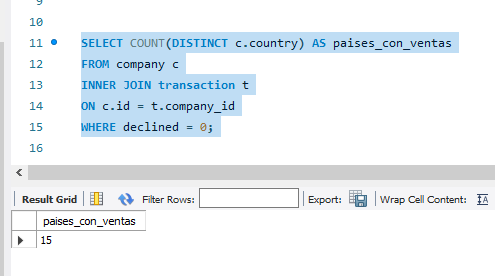 10
11 SELECT COUNT(DISTINCT c.country) AS paises_con_ventas
12 FROM company c
13 INNER JOIN transaction t
14 ON c.id = t.company_id
15 WHERE declined = 0;
16
Result Grid Filter Rows: Export: Wrap Cell Content:
paises_con_ventas
15